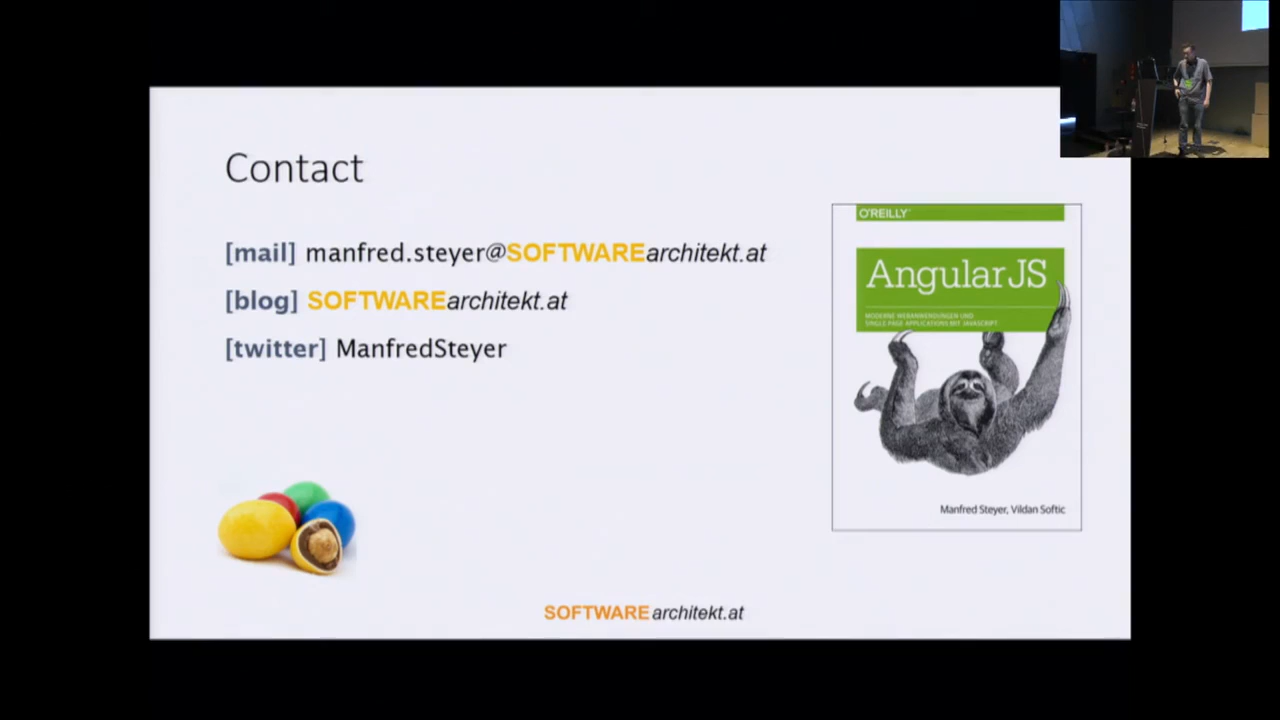 Contact
[mail] manfred.steyer@SOFTWAREarchitekt.at
[blog] SOFTWAREarchitekt.at
[twitter] ManfredSteyer
O'REILLY
AngularJS
MODERNE WEBANWENDUNGEN UND
SINGLE PAGE APPLICATIONS MIT JAVASCRIPT
Manfred Steyer, Vildan Softic
SOFTWAREarchitekt.at